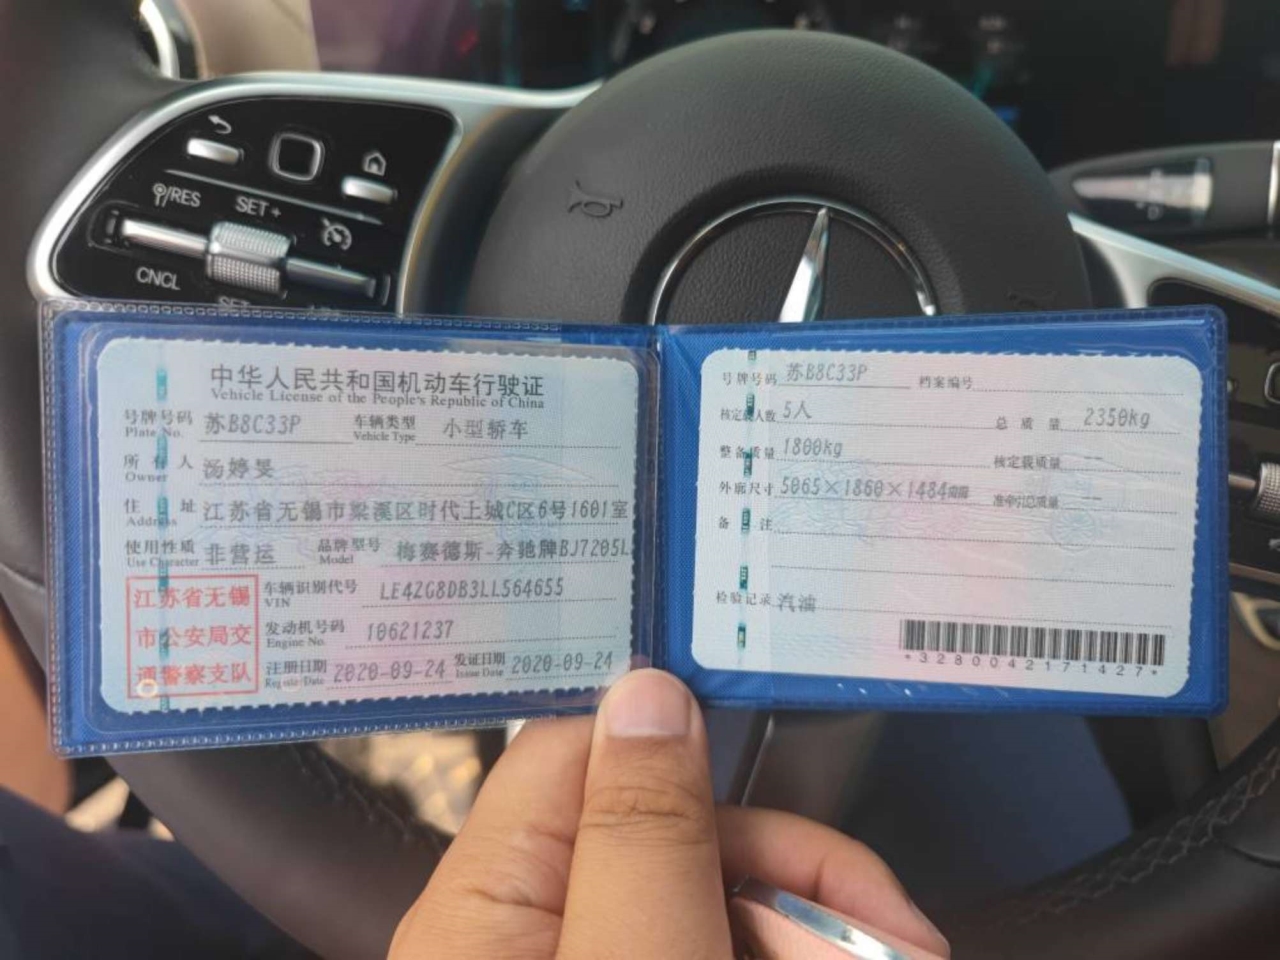 RES
SET+
CNCL
中华人民共和国机动车行驶证
Vehicle License of the People's Republic of China
号牌号码 苏B8C33P 车辆类型 小型轿车
Plate No. Vehicle Type
所有人 汤婷旻
Owner
住址 江苏省无锡市梁溪区时代上城C区6号1601室
Address
使用性质 非营运 品牌型号 梅赛德斯-奔驰牌BJ7205L
Use Character Model
江苏省无锡
市公安局交
通警察支队
车辆识别代号 LE4ZG8DB3LL564655
VIN
发动机号码 10621237
Engine No.
注册日期 2020-09-24 发证日期 2020-09-24
Register Date Issue Date
号牌号码 苏B8C33P 档案编号
核定载人数 5人 总质量 2350kg
整备质量 1800kg 核定载质量 --
外廓尺寸 5065×1860×1484mm 准牵引总质量 --
备注
检验记录 汽油
*3280042171427*